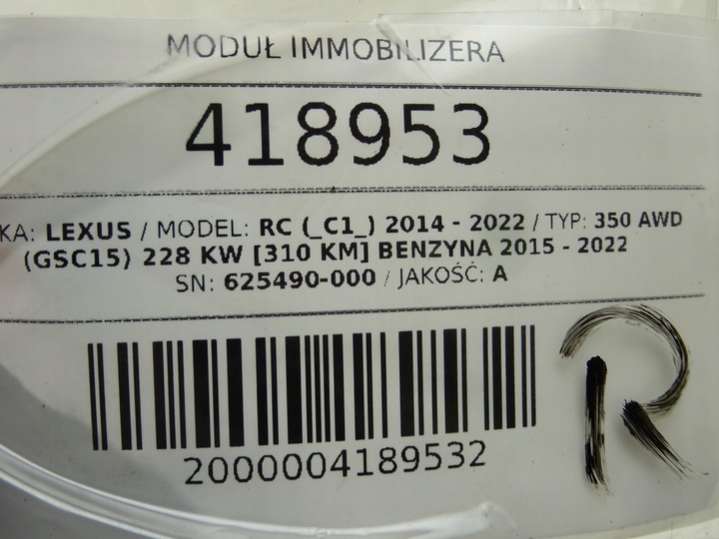 MODUŁ IMMOBILIZERA
418953
KA: LEXUS / MODEL: RC (_C1_) 2014 - 2022 / TYP: 350 AWD
(GSC15) 228 KW [310 KM] BENZYNA 2015 - 2022
SN: 625490-000 / JAKOŚĆ: A
R
2000004189532